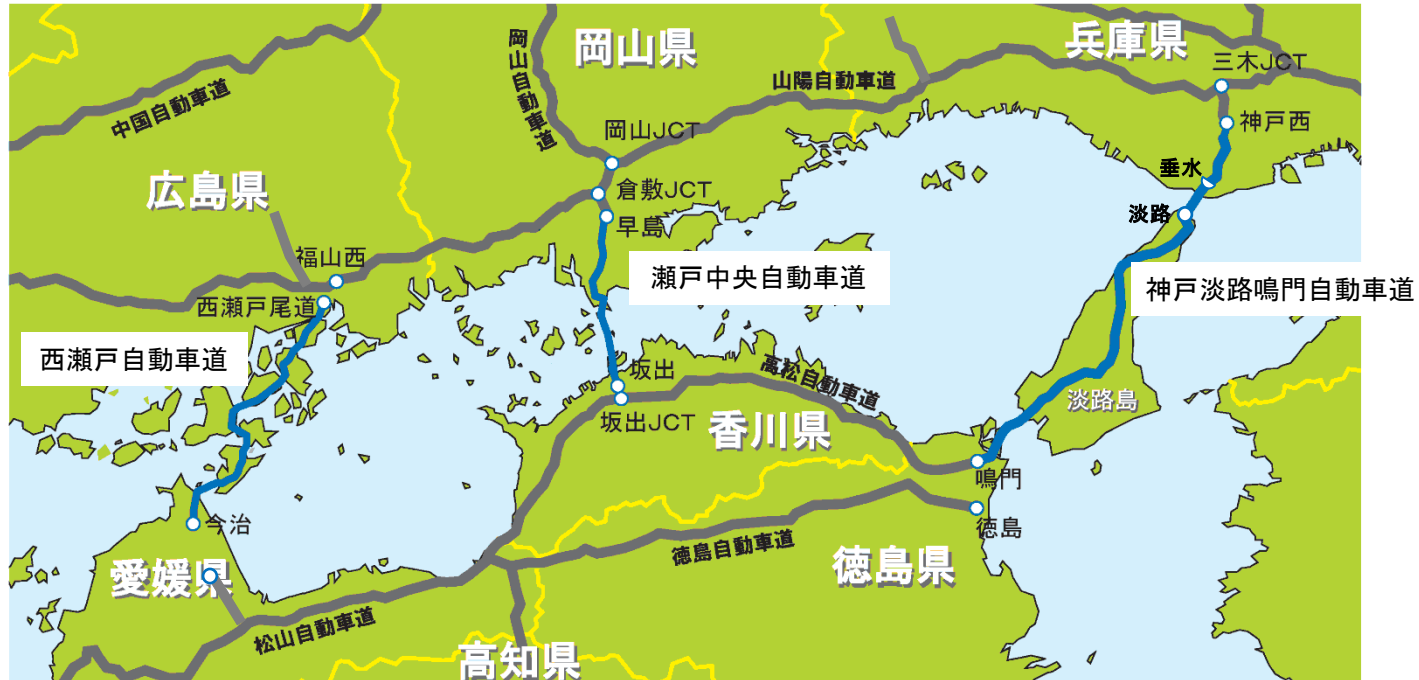 岡山県
兵庫県
岡山自動車道
三木JCT
山陽自動車道
中国自動車道
神戸西
岡山JCT
垂水
広島県
倉敷JCT
淡路
早島
福山西
瀬戸中央自動車道
神戸淡路鳴門自動車道
西瀬戸尾道
西瀬戸自動車道
坂出
高松自動車道
淡路島
坂出JCT
香川県
鳴門
今治
徳島
徳島自動車道
愛媛県
徳島県
松山自動車道
高知県